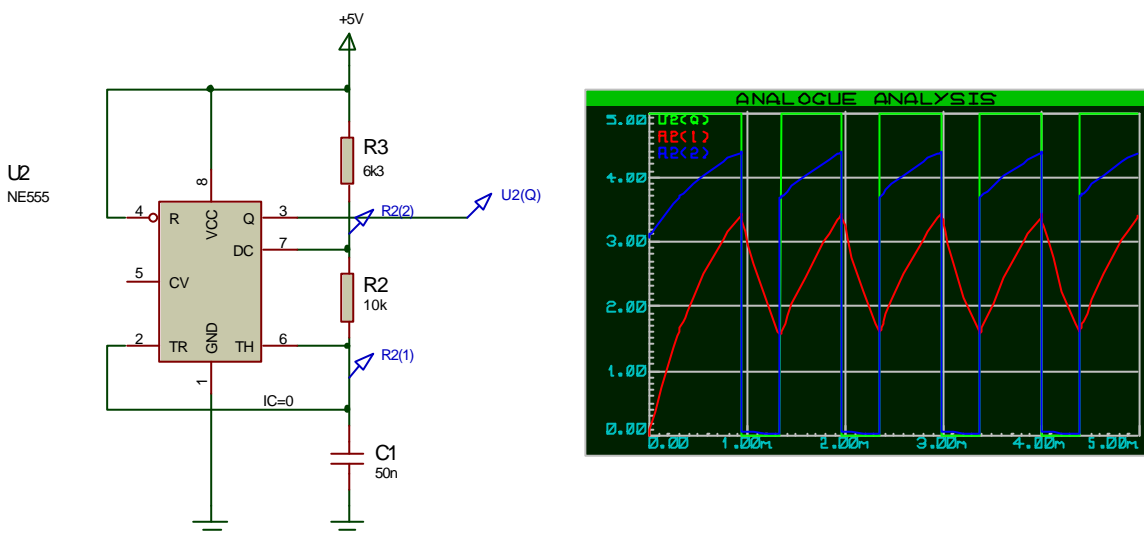 +5V
R3
6k3
U2
NE555
8
VCC
4
R
Q
3
U2(Q)
R2(2)
DC
7
5
CV
R2
10k
2
TR
GND
TH
6
1
R2(1)
IC=0
C1
50n
ANALOGUE ANALYSIS
5.00
U2(Q)
R2(1)
R2(2)
4.00
3.00
2.00
1.00
0.00
0.00 1.00m 2.00m 3.00m 4.00m 5.00m